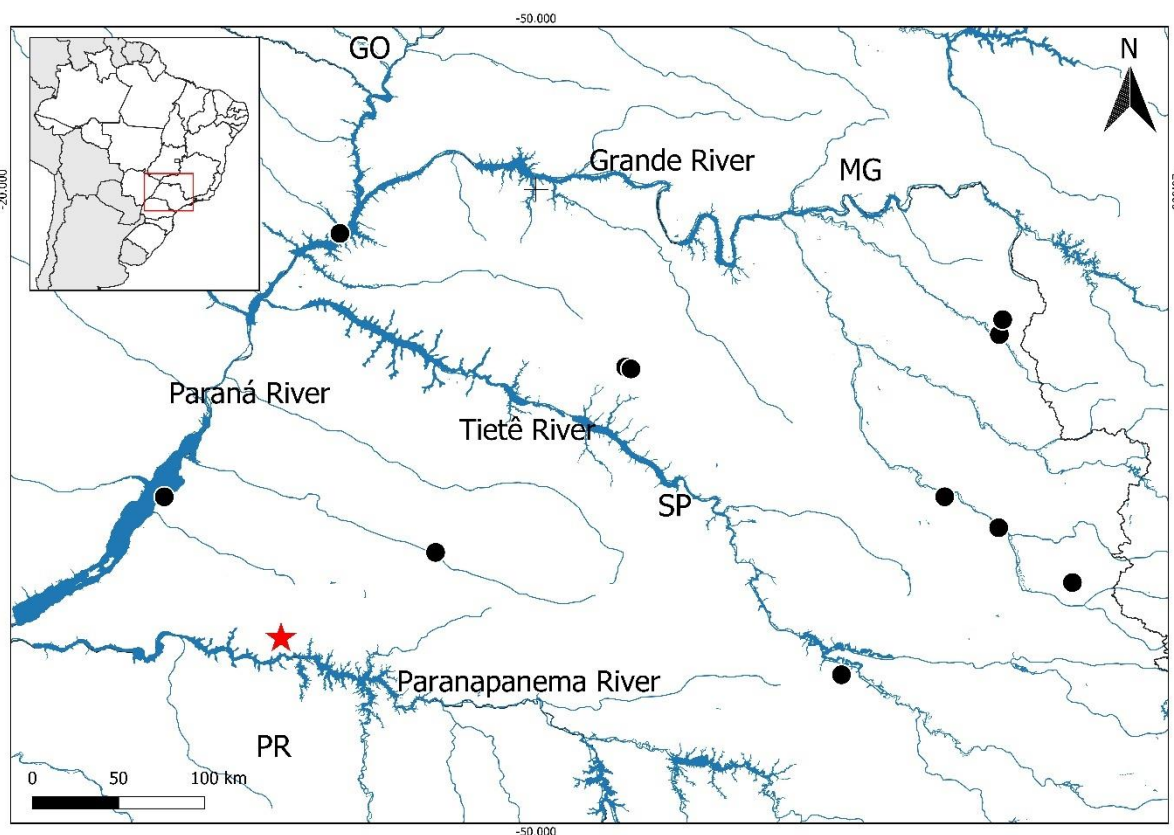 -50.000
GO
N
Grande River
MG
-20.000
Paraná River
Tietê River
SP
Paranapanema River
PR
0 50 100 km
-50.000